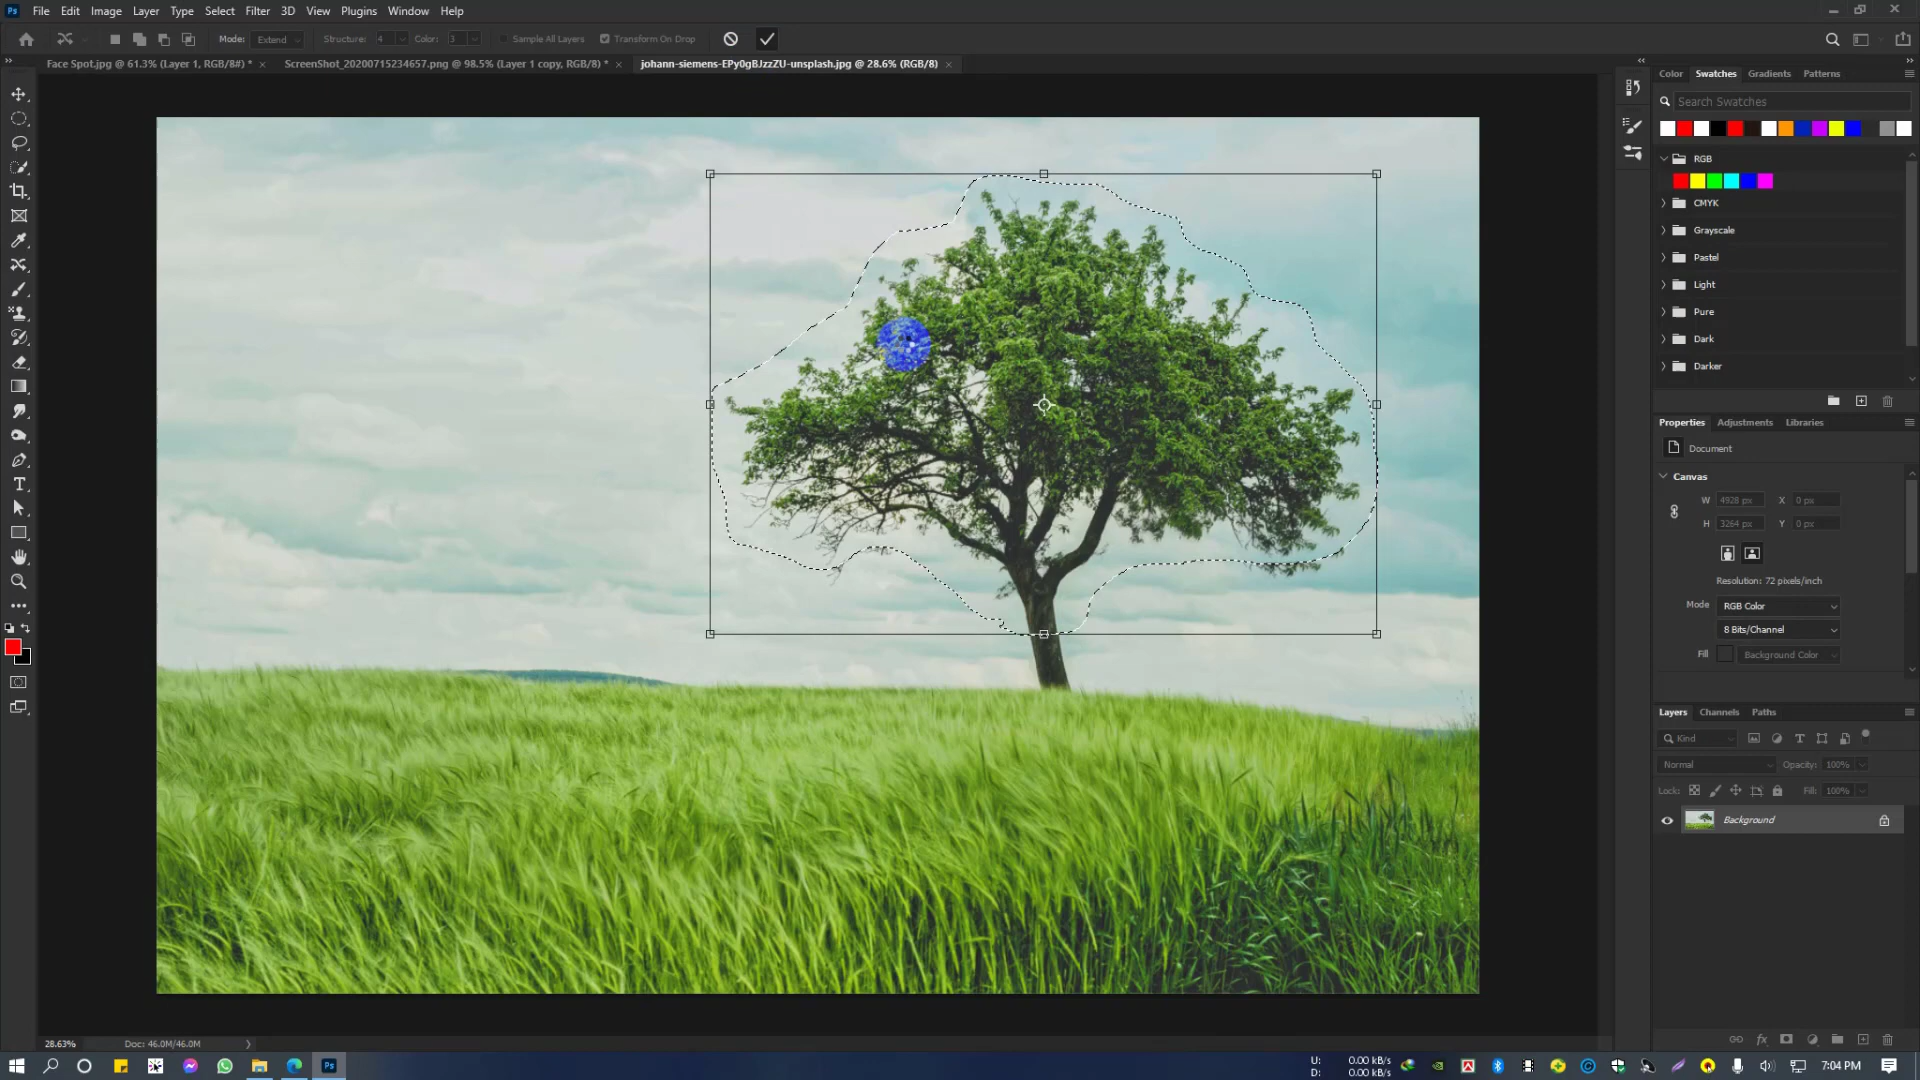 Ps File Edit Image Layer Type Select Filter 3D View Plugins Window Help
Mode: Extend Structure: 4 Color: 3 Sample All Layers Transform On Drop
Face Spot.jpg @ 61.3% (Layer 1, RGB/8#) * ScreenShot_20200715234657.png @ 98.5% (Layer 1 copy, RGB/8) * johann-siemens-EPy0gBJzzZU-unsplash.jpg @ 28.6% (RGB/8)
Color Swatches Gradients Patterns
Search Swatches
RGB
CMYK
Grayscale
Pastel
Light
Pure
Dark
Darker
Properties Adjustments Libraries
Document
Canvas
W 4928 px X 0 px
H 3264 px Y 0 px
Resolution: 72 pixels/inch
Mode RGB Color
8 Bits/Channel
Fill Background Color
Layers Channels Paths
Kind
Normal Opacity: 100%
Lock: Fill: 100%
Background
28.63% Doc: 46.0M/46.0M
Ps U: 0.00 kB/s
D: 0.00 kB/s
7:04 PM